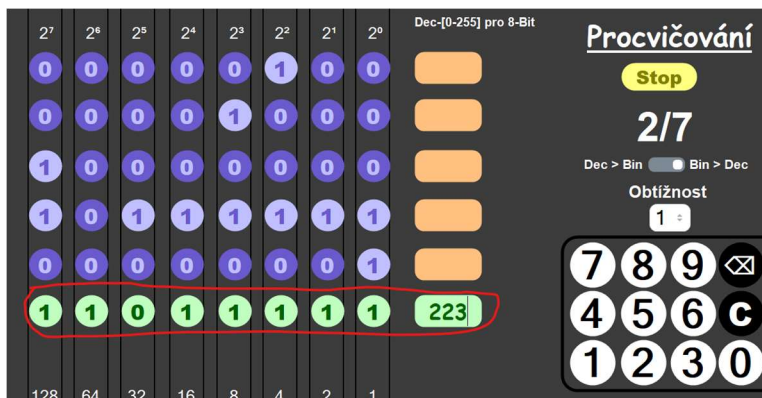 2⁷ 2⁶ 2⁵ 2⁴ 2³ 2² 2¹ 2⁰ Dec-[0-255] pro 8-Bit
0 0 0 0 0 1 0 0
0 0 0 0 1 0 0 0
1 0 0 0 0 0 0 0
1 0 1 1 1 1 1 1
0 0 0 0 0 0 0 1
1 1 0 1 1 1 1 1 223
128 64 32 16 8 4 2 1
Procvičování
Stop
2/7
Dec > Bin Bin > Dec
Obtížnost
1
7 8 9 ⌫
4 5 6 C
1 2 3 0